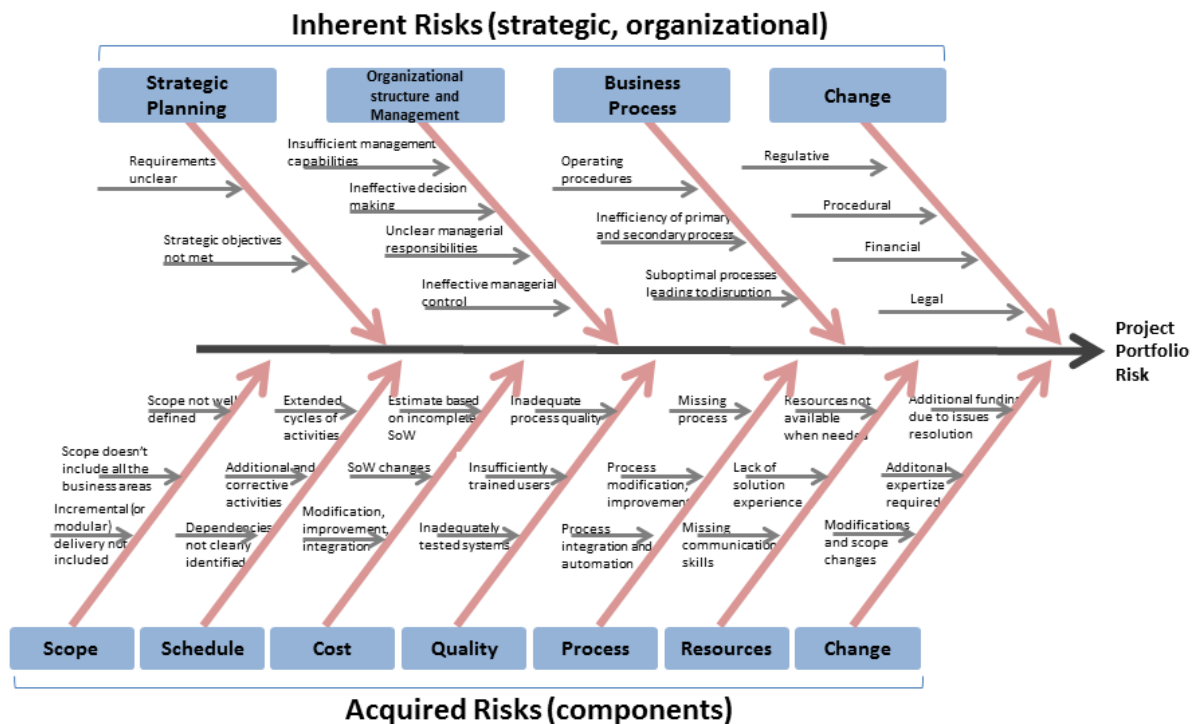 Inherent Risks (strategic, organizational)
Strategic
Planning
Organizational
structure and
Management
Business
Process
Change
Requirements
unclear
Strategic objectives
not met
Insufficient management
capabilities
Ineffective decision
making
Unclear managerial
responsibilities
Ineffective managerial
control
Operating
procedures
Inefficiency of primary
and secondary process
Suboptimal processes
leading to disruption
Regulative
Procedural
Financial
Legal
Project
Portfolio
Risk
Scope not well
defined
Scope doesn't
include all the
business areas
Incremental (or
modular)
delivery not
included
Extended
cycles of
activities
Additional and
corrective
activities
Dependencies
not clearly
identified
Estimate based
on incomplete
SoW
SoW changes
Modification,
improvement,
integration
Inadequate
process quality
Insufficiently
trained users
Inadequately
tested systems
Missing
process
Process
modification,
improvement
Process
integration and
automation
Resources not
available
when needed
Lack of
solution
experience
Missing
communication
skills
Additional funding
due to issues
resolution
Additonal
expertize
required
Modifications
and scope
changes
Scope
Schedule
Cost
Quality
Process
Resources
Change
Acquired Risks (components)